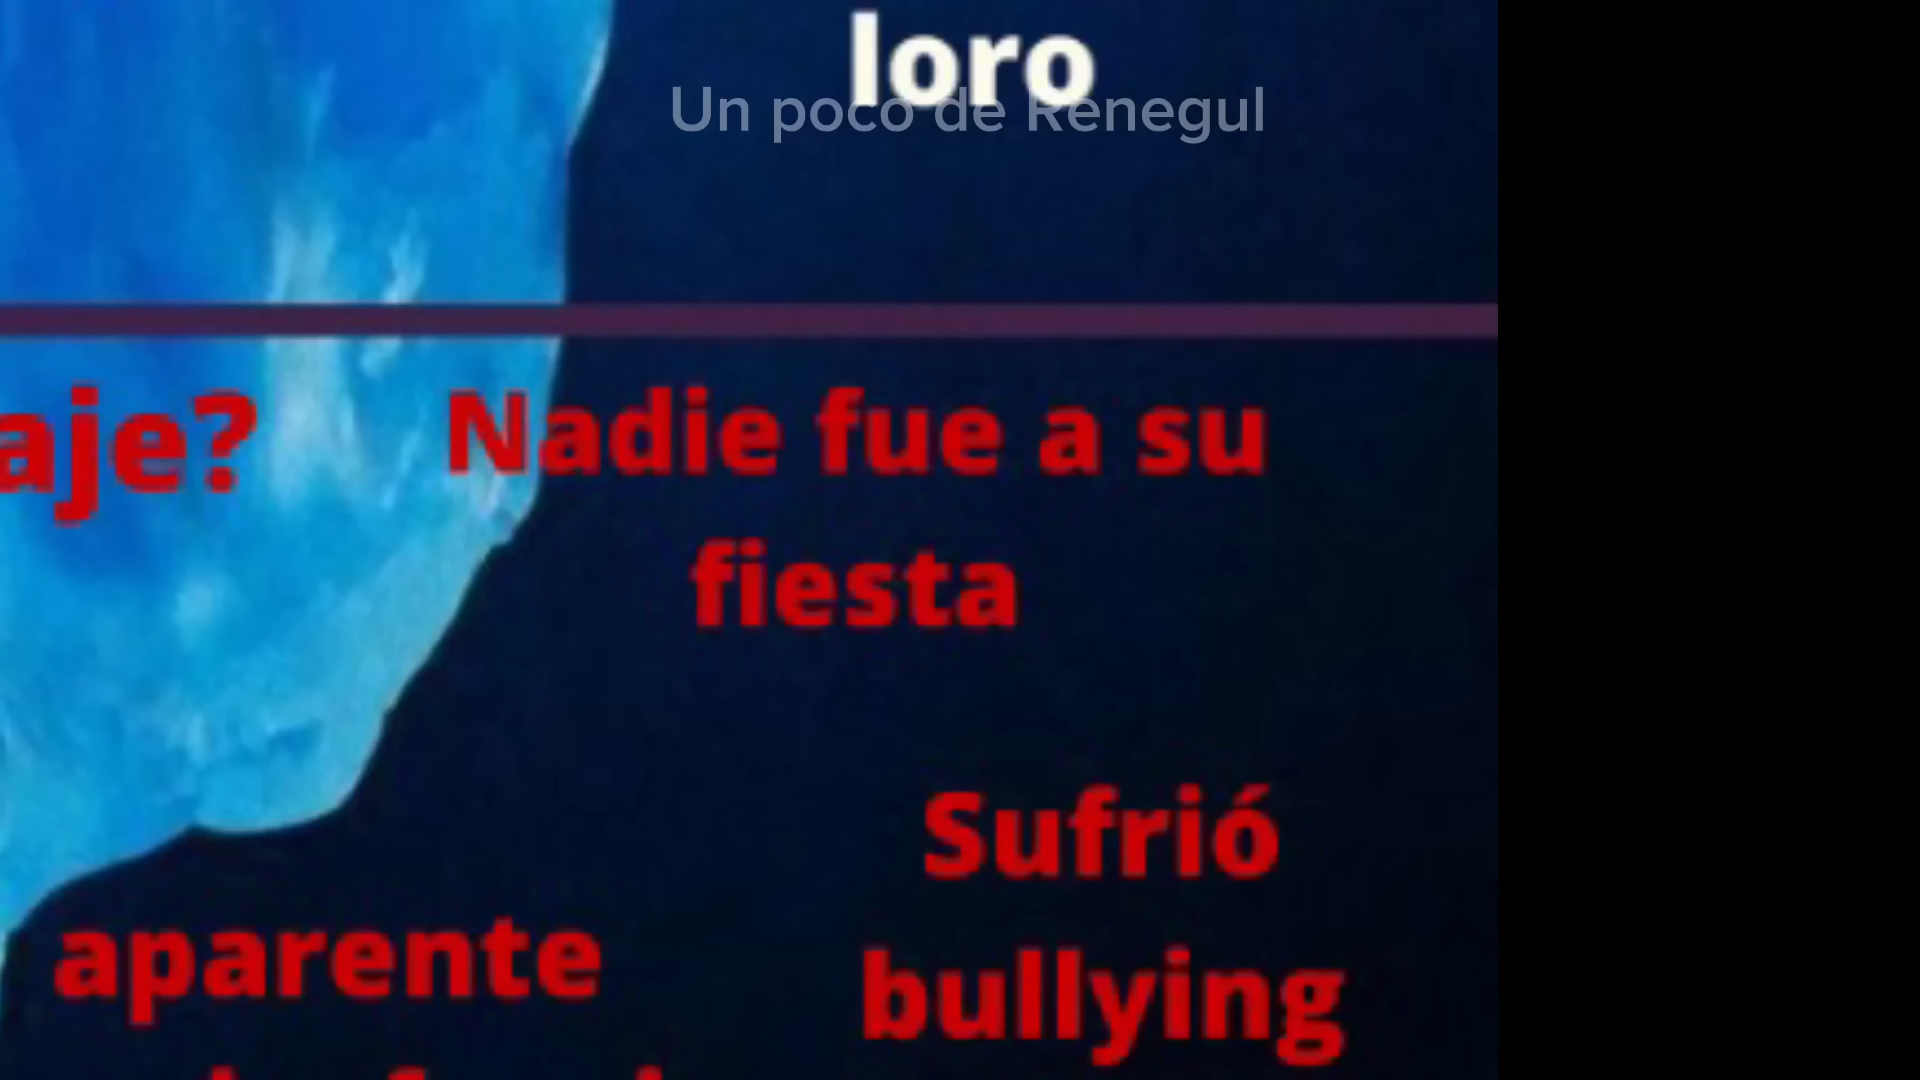 loro
Un poco de Renegul
aje?
Nadie fue a su
fiesta
Sufrió
aparente
bullying